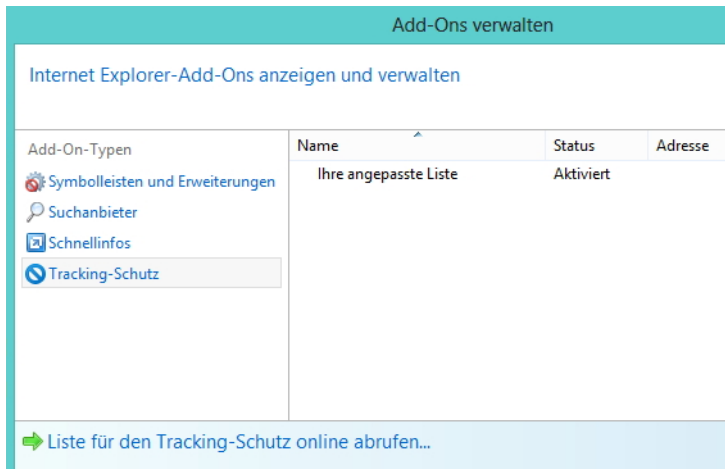 Add-Ons verwalten
Internet Explorer-Add-Ons anzeigen und verwalten
Add-On-Typen
Symbolleisten und Erweiterungen
Suchanbieter
Schnellinfos
Tracking-Schutz
Name Status Adresse
Ihre angepasste Liste Aktiviert
Liste für den Tracking-Schutz online abrufen...